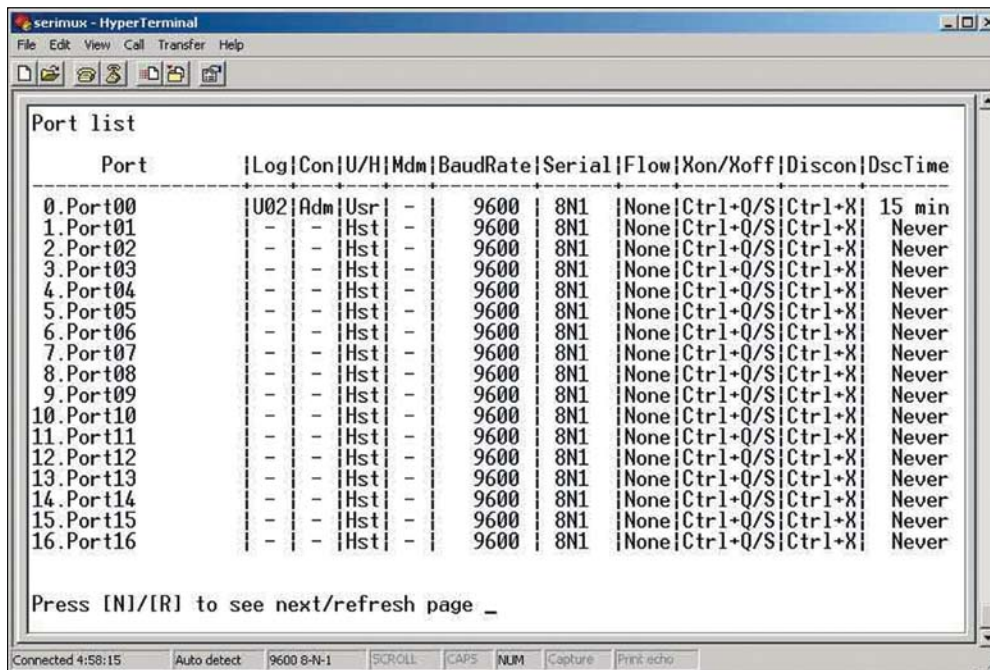 serimux - HyperTerminal
File Edit View Call Transfer Help
Port list
Port |Log|Con|U/H|Mdm|BaudRate|Serial|Flow|Xon/Xoff|Discon|DscTime
0.Port00 |U02|Adm|Usr| - | 9600 | 8N1 |None|Ctrl+Q/S|Ctrl+X| 15 min
1.Port01 | - | - |Hst| - | 9600 | 8N1 |None|Ctrl+Q/S|Ctrl+X| Never
2.Port02 | - | - |Hst| - | 9600 | 8N1 |None|Ctrl+Q/S|Ctrl+X| Never
3.Port03 | - | - |Hst| - | 9600 | 8N1 |None|Ctrl+Q/S|Ctrl+X| Never
4.Port04 | - | - |Hst| - | 9600 | 8N1 |None|Ctrl+Q/S|Ctrl+X| Never
5.Port05 | - | - |Hst| - | 9600 | 8N1 |None|Ctrl+Q/S|Ctrl+X| Never
6.Port06 | - | - |Hst| - | 9600 | 8N1 |None|Ctrl+Q/S|Ctrl+X| Never
7.Port07 | - | - |Hst| - | 9600 | 8N1 |None|Ctrl+Q/S|Ctrl+X| Never
8.Port08 | - | - |Hst| - | 9600 | 8N1 |None|Ctrl+Q/S|Ctrl+X| Never
9.Port09 | - | - |Hst| - | 9600 | 8N1 |None|Ctrl+Q/S|Ctrl+X| Never
10.Port10 | - | - |Hst| - | 9600 | 8N1 |None|Ctrl+Q/S|Ctrl+X| Never
11.Port11 | - | - |Hst| - | 9600 | 8N1 |None|Ctrl+Q/S|Ctrl+X| Never
12.Port12 | - | - |Hst| - | 9600 | 8N1 |None|Ctrl+Q/S|Ctrl+X| Never
13.Port13 | - | - |Hst| - | 9600 | 8N1 |None|Ctrl+Q/S|Ctrl+X| Never
14.Port14 | - | - |Hst| - | 9600 | 8N1 |None|Ctrl+Q/S|Ctrl+X| Never
15.Port15 | - | - |Hst| - | 9600 | 8N1 |None|Ctrl+Q/S|Ctrl+X| Never
16.Port16 | - | - |Hst| - | 9600 | 8N1 |None|Ctrl+Q/S|Ctrl+X| Never
Press [N]/[R] to see next/refresh page _
Connected 4:58:15 Auto detect 9600 8-N-1 SCROLL CAPS NUM Capture Print echo